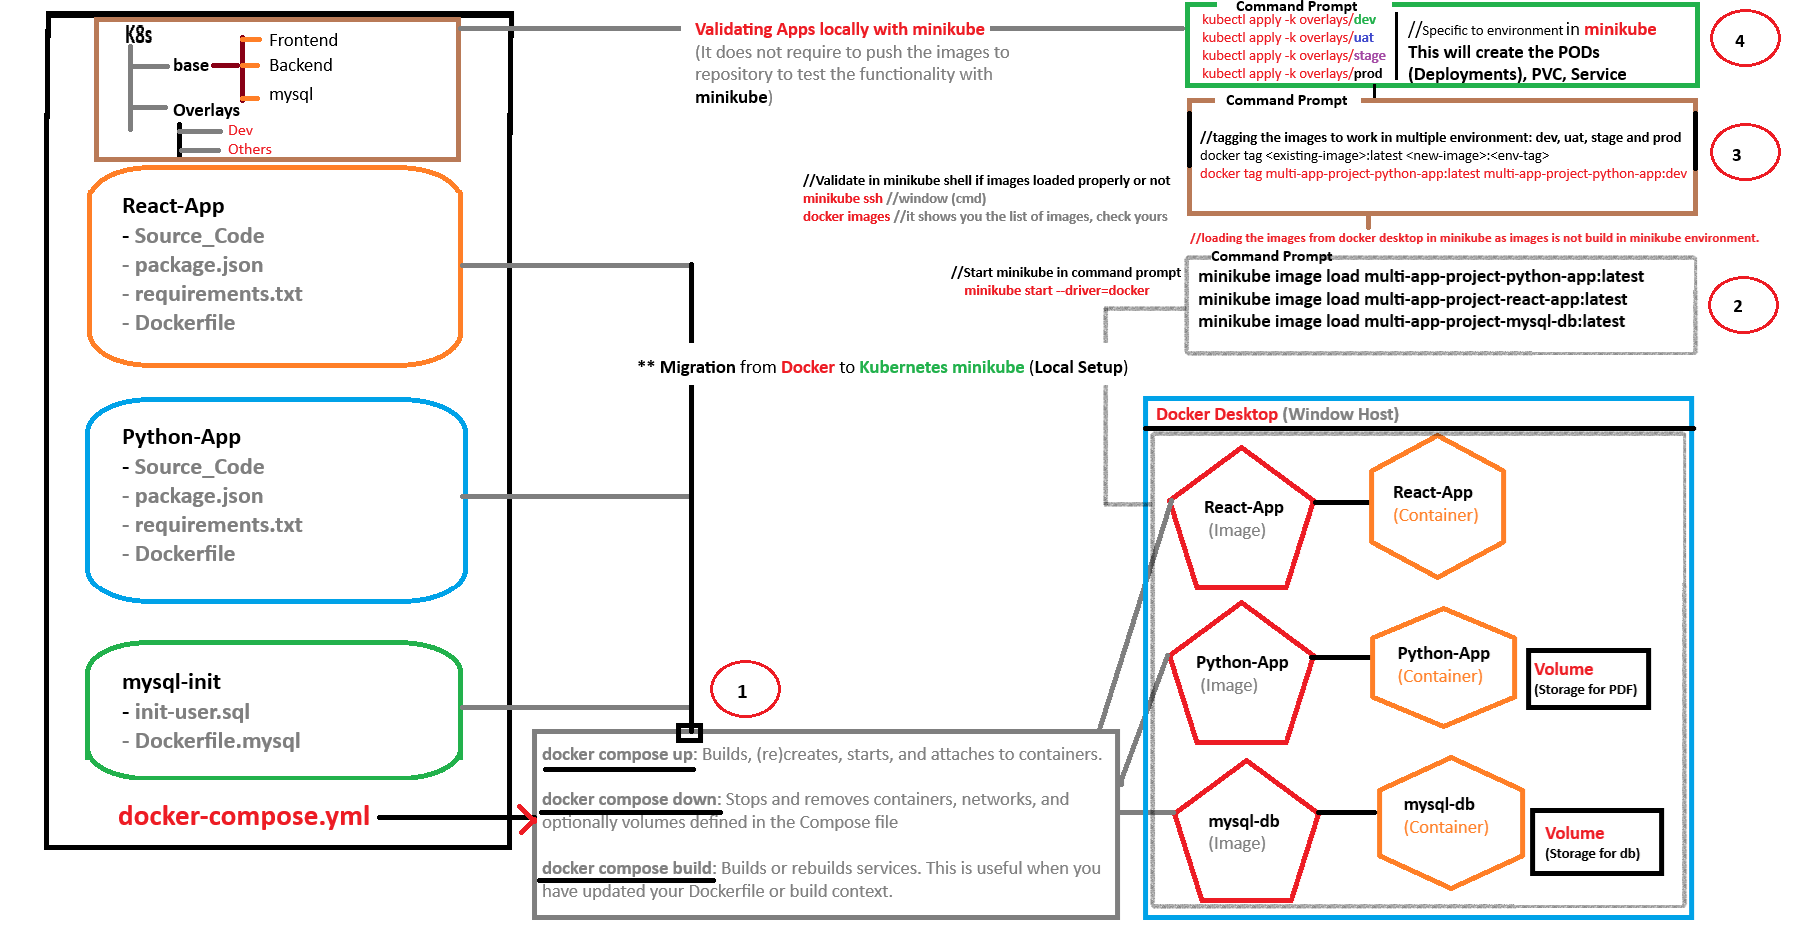 K8s
base
Frontend
Backend
mysql
Overlays
Dev
Others
React-App
- Source_Code
- package.json
- requirements.txt
- Dockerfile
Python-App
- Source_Code
- package.json
- requirements.txt
- Dockerfile
mysql-init
- init-user.sql
- Dockerfile.mysql
docker-compose.yml
Validating Apps locally with minikube
(It does not require to push the images to
repository to test the functionality with
minikube)
Command Prompt
kubectl apply -k overlays/dev
kubectl apply -k overlays/uat
kubectl apply -k overlays/stage
kubectl apply -k overlays/prod
//Specific to environment in minikube
This will create the PODs
(Deployments), PVC, Service
4
Command Prompt
//tagging the images to work in multiple environment: dev, uat, stage and prod
docker tag <existing-image>:latest <new-image>:<env-tag>
docker tag multi-app-project-python-app:latest multi-app-project-python-app:dev
3
//Validate in minikube shell if images loaded properly or not
minikube ssh //window (cmd)
docker images //it shows you the list of images, check yours
//loading the images from docker desktop in minikube as images is not build in minikube environment.
Command Prompt
minikube image load multi-app-project-python-app:latest
minikube image load multi-app-project-react-app:latest
minikube image load multi-app-project-mysql-db:latest
2
//Start minikube in command prompt
minikube start --driver=docker
** Migration from Docker to Kubernetes minikube (Local Setup)
1
docker compose up: Builds, (re)creates, starts, and attaches to containers.
docker compose down: Stops and removes containers, networks, and
optionally volumes defined in the Compose file
docker compose build: Builds or rebuilds services. This is useful when you
have updated your Dockerfile or build context.
Docker Desktop (Window Host)
React-App
(Image)
React-App
(Container)
Python-App
(Image)
Python-App
(Container)
Volume
(Storage for PDF)
mysql-db
(Image)
mysql-db
(Container)
Volume
(Storage for db)